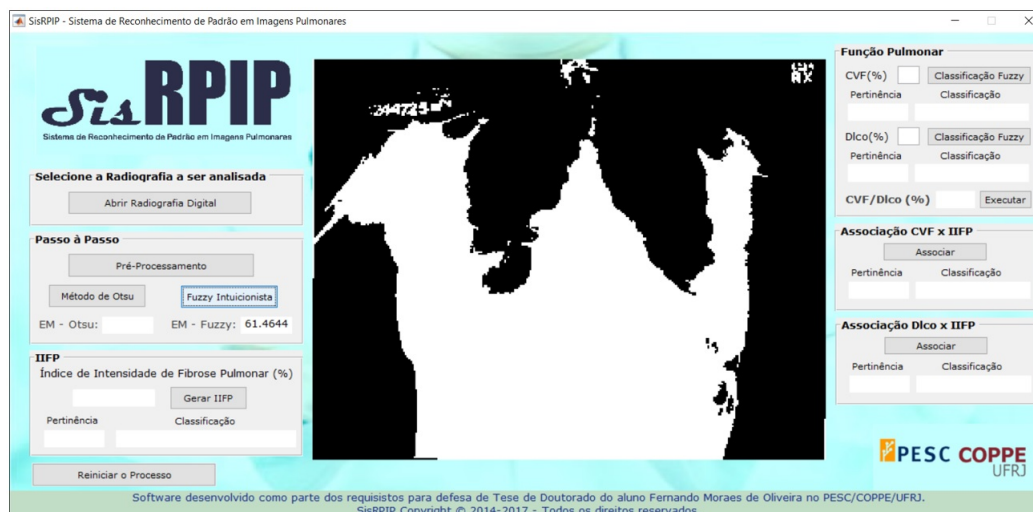 SisRPIP - Sistema de Reconhecimento de Padrão em Imagens Pulmonares
SisRPIP
Sistema de Reconhecimento de Padrão em Imagens Pulmonares
Selecione a Radiografia a ser analisada
Abrir Radiografia Digital
Passo à Passo
Pré-Processamento
Método de Otsu
Fuzzy Intuicionista
EM - Otsu:
EM - Fuzzy: 61.4644
IIFP
Índice de Intensidade de Fibrose Pulmonar (%)
Gerar IIFP
Pertinência Classificação
Reiniciar o Processo
Função Pulmonar
CVF(%) Classificação Fuzzy
Pertinência Classificação
Dlco(%) Classificação Fuzzy
Pertinência Classificação
CVF/Dlco (%) Executar
Associação CVF x IIFP
Associar
Pertinência Classificação
Associação Dlco x IIFP
Associar
Pertinência Classificação
PESC COPPE
UFRJ
Software desenvolvido como parte dos requisistos para defesa de Tese de Doutorado do aluno Fernando Moraes de Oliveira no PESC/COPPE/UFRJ.
SisRPIP Copyright © 2014-2017 - Todos os direitos reservados